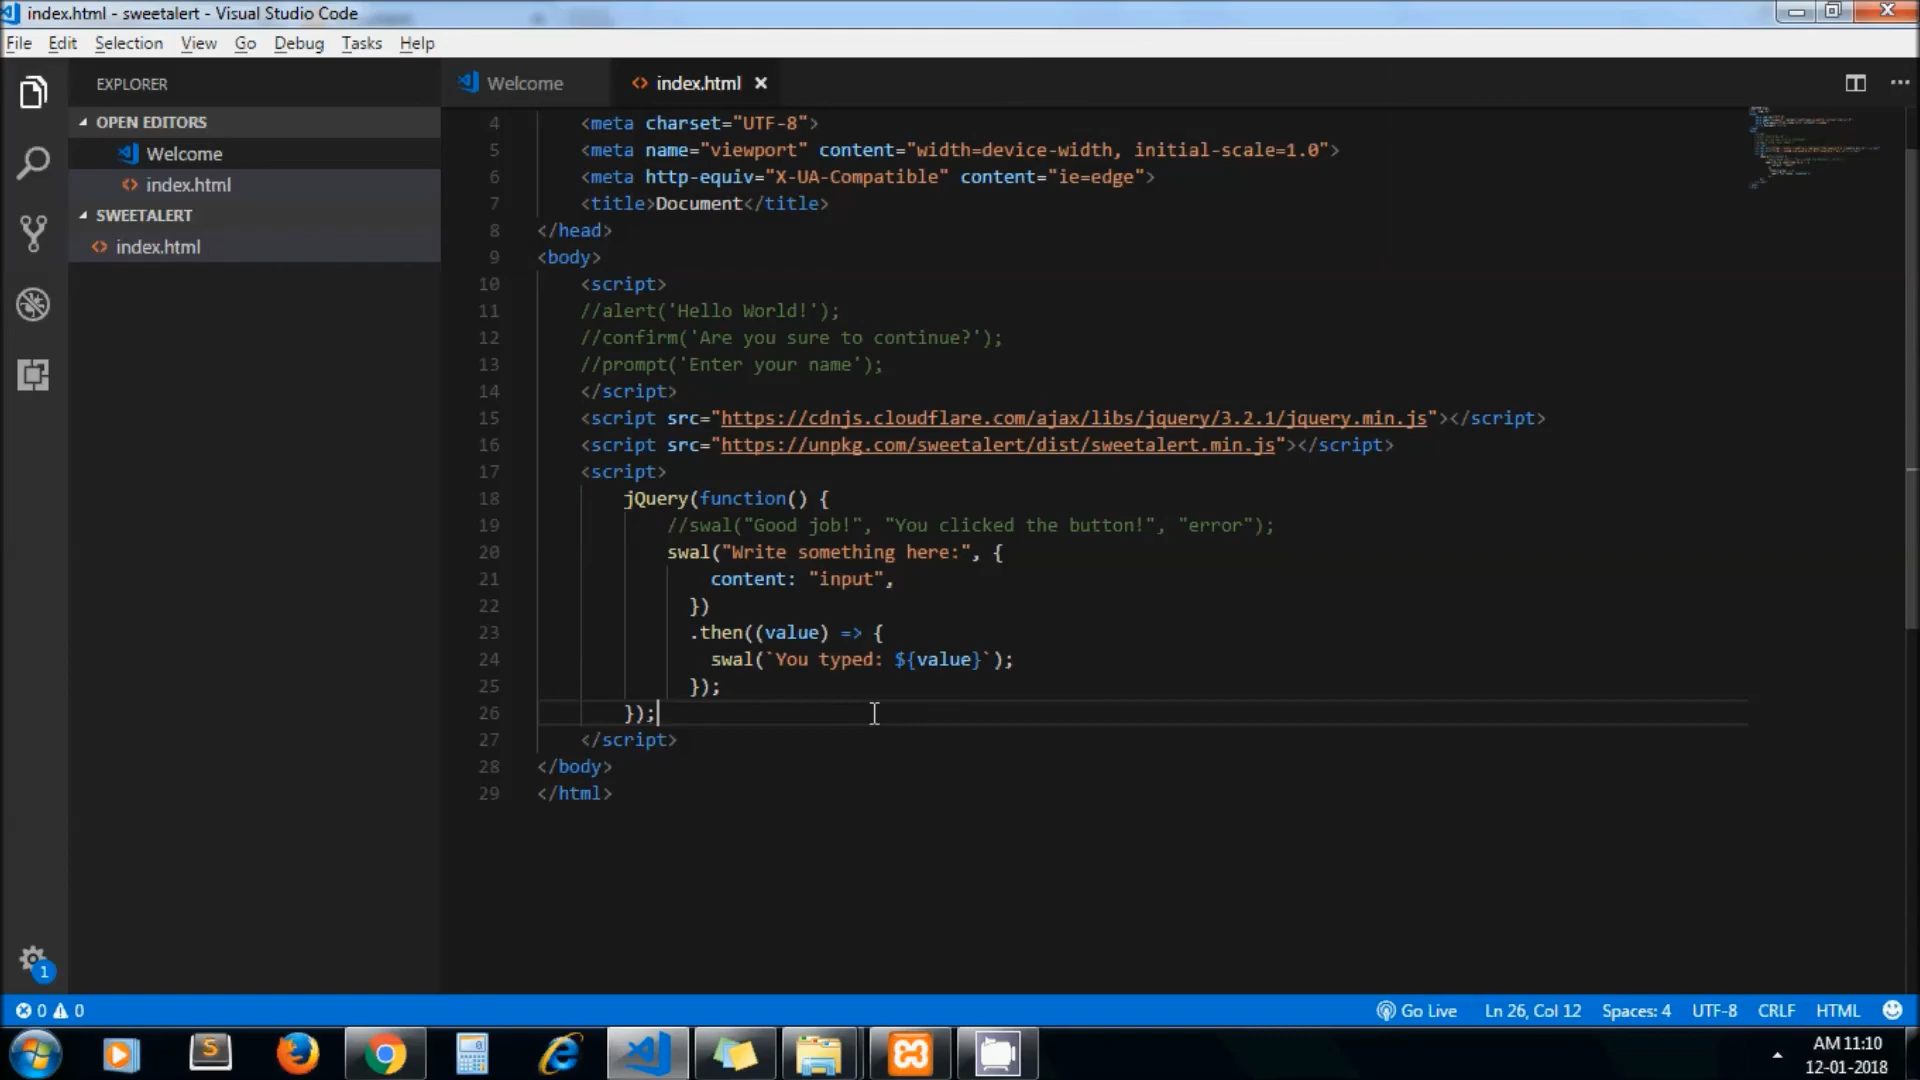 index.html - sweetalert - Visual Studio Code
File Edit Selection View Go Debug Tasks Help
EXPLORER
OPEN EDITORS
Welcome
index.html
SWEETALERT
index.html
Welcome
index.html
4 <meta charset="UTF-8">
5 <meta name="viewport" content="width=device-width, initial-scale=1.0">
6 <meta http-equiv="X-UA-Compatible" content="ie=edge">
7 <title>Document</title>
8 </head>
9 <body>
10 <script>
11 //alert('Hello World!');
12 //confirm('Are you sure to continue?');
13 //prompt('Enter your name');
14 </script>
15 <script src="https://cdnjs.cloudflare.com/ajax/libs/jquery/3.2.1/jquery.min.js"></script>
16 <script src="https://unpkg.com/sweetalert/dist/sweetalert.min.js"></script>
17 <script>
18 jQuery(function() {
19 //swal("Good job!", "You clicked the button!", "error");
20 swal("Write something here:", {
21 content: "input",
22 })
23 .then((value) => {
24 swal(`You typed: ${value}`);
25 });
26 });
27 </script>
28 </body>
29 </html>
1
0 0
Go Live Ln 26, Col 12 Spaces: 4 UTF-8 CRLF HTML
AM 11:10
12-01-2018